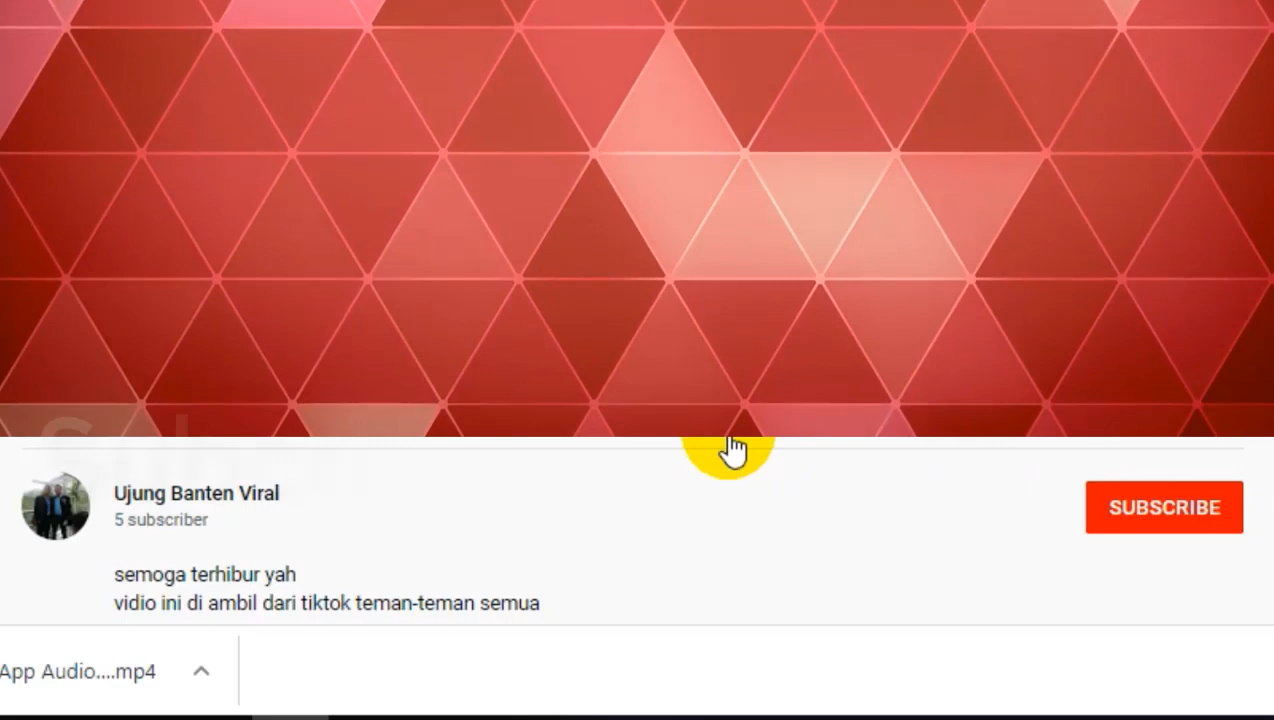 Ujung Banten Viral
5 subscriber
SUBSCRIBE
semoga terhibur yah
vidio ini di ambil dari tiktok teman-teman semua
App Audio....mp4